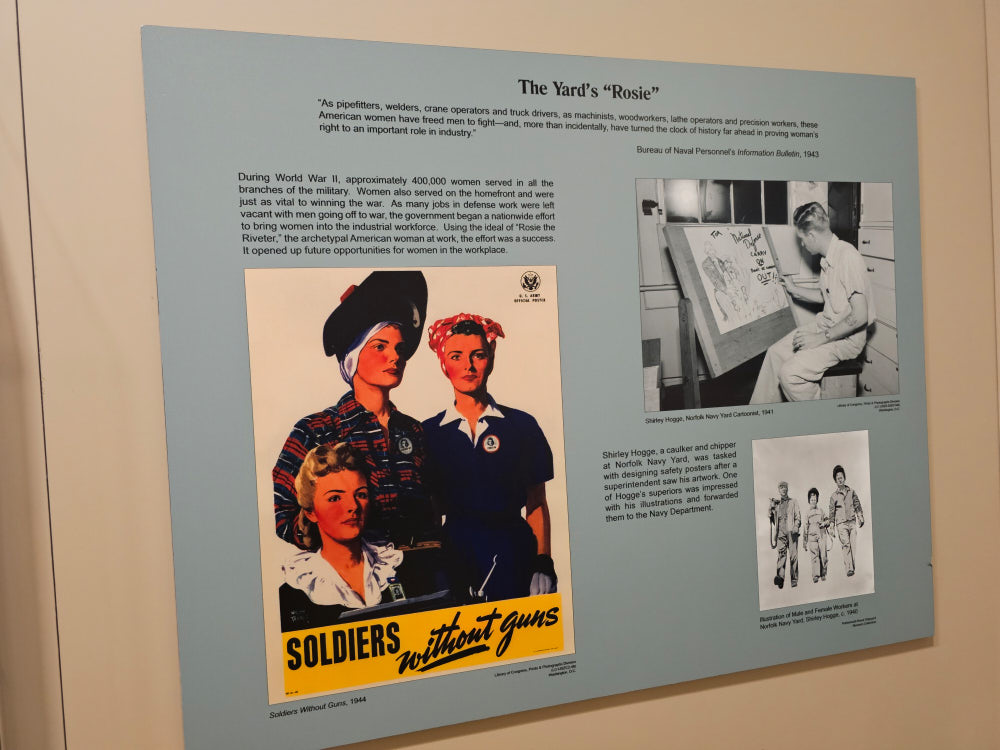 The Yard's "Rosie"
"As pipefitters, welders, crane operators and truck drivers, as machinists, woodworkers, lathe operators and precision workers, these
American women have freed men to fight—and, more than incidentally, have turned the clock of history far ahead in proving woman's
right to an important role in industry."
Bureau of Naval Personnel's Information Bulletin, 1943
During World War II, approximately 400,000 women served in all the
branches of the military. Women also served on the homefront and were
just as vital to winning the war. As many jobs in defense work were left
vacant with men going off to war, the government began a nationwide effort
to bring women into the industrial workforce. Using the ideal of "Rosie the
Riveter," the archetypal American woman at work, the effort was a success.
It opened up future opportunities for women in the workplace.
U. S. ARMY
OFFICIAL POSTER
SOLDIERS without guns
Library of Congress, Prints & Photographs Division
Washington, D.C.
Soldiers Without Guns, 1944
National
Defense
CARRY
ON
OUT!
Shirley Hogge, Norfolk Navy Yard Cartoonist, 1941
Library of Congress, Prints & Photographs Division
Washington, D.C.
Shirley Hogge, a caulker and chipper
at Norfolk Navy Yard, was tasked
with designing safety posters after a
superintendent saw his artwork. One
of Hogge's superiors was impressed
with his illustrations and forwarded
them to the Navy Department.
Illustration of Male and Female Workers at
Norfolk Navy Yard, Shirley Hogge, c. 1940